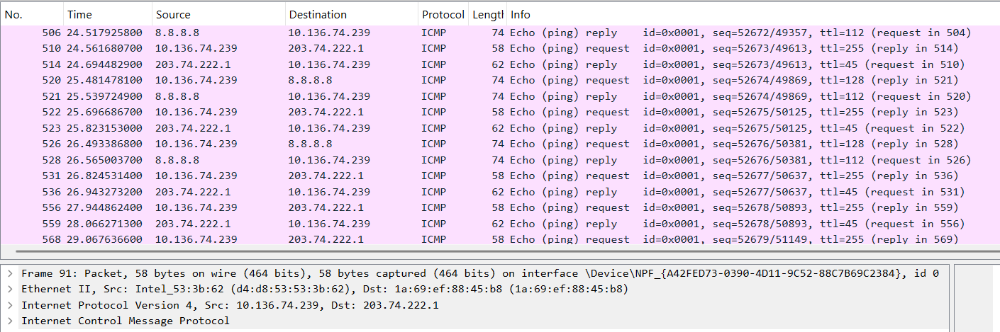 No. Time Source Destination Protocol Length Info
506 24.517925800 8.8.8.8 10.136.74.239 ICMP 74 Echo (ping) reply id=0x0001, seq=52672/49357, ttl=112 (request in 504)
510 24.561680700 10.136.74.239 203.74.222.1 ICMP 58 Echo (ping) request id=0x0001, seq=52673/49613, ttl=255 (reply in 514)
514 24.694482900 203.74.222.1 10.136.74.239 ICMP 62 Echo (ping) reply id=0x0001, seq=52673/49613, ttl=45 (request in 510)
520 25.481478100 10.136.74.239 8.8.8.8 ICMP 74 Echo (ping) request id=0x0001, seq=52674/49869, ttl=128 (reply in 521)
521 25.539724900 8.8.8.8 10.136.74.239 ICMP 74 Echo (ping) reply id=0x0001, seq=52674/49869, ttl=112 (request in 520)
522 25.696686700 10.136.74.239 203.74.222.1 ICMP 58 Echo (ping) request id=0x0001, seq=52675/50125, ttl=255 (reply in 523)
523 25.823153000 203.74.222.1 10.136.74.239 ICMP 62 Echo (ping) reply id=0x0001, seq=52675/50125, ttl=45 (request in 522)
526 26.493386800 10.136.74.239 8.8.8.8 ICMP 74 Echo (ping) request id=0x0001, seq=52676/50381, ttl=128 (reply in 528)
528 26.565003700 8.8.8.8 10.136.74.239 ICMP 74 Echo (ping) reply id=0x0001, seq=52676/50381, ttl=112 (request in 526)
531 26.824531400 10.136.74.239 203.74.222.1 ICMP 58 Echo (ping) request id=0x0001, seq=52677/50637, ttl=255 (reply in 536)
536 26.943273200 203.74.222.1 10.136.74.239 ICMP 62 Echo (ping) reply id=0x0001, seq=52677/50637, ttl=45 (request in 531)
556 27.944862400 10.136.74.239 203.74.222.1 ICMP 58 Echo (ping) request id=0x0001, seq=52678/50893, ttl=255 (reply in 559)
559 28.066271300 203.74.222.1 10.136.74.239 ICMP 62 Echo (ping) reply id=0x0001, seq=52678/50893, ttl=45 (request in 556)
568 29.067636600 10.136.74.239 203.74.222.1 ICMP 58 Echo (ping) request id=0x0001, seq=52679/51149, ttl=255 (reply in 569)
Frame 91: Packet, 58 bytes on wire (464 bits), 58 bytes captured (464 bits) on interface \Device\NPF_{A42FED73-0390-4D11-9C52-88C7B69C2384}, id 0
Ethernet II, Src: Intel_53:3b:62 (d4:d8:53:53:3b:62), Dst: 1a:69:ef:88:45:b8 (1a:69:ef:88:45:b8)
Internet Protocol Version 4, Src: 10.136.74.239, Dst: 203.74.222.1
Internet Control Message Protocol